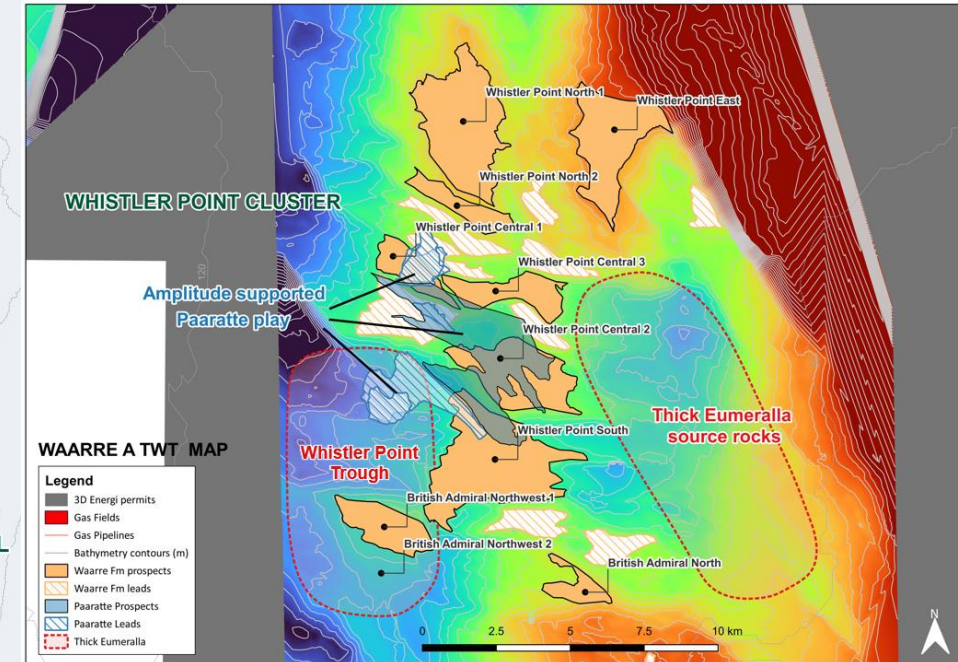 Whistler Point North 1
Whistler Point East
Whistler Point North 2
WHISTLER POINT CLUSTER
Whistler Point Central 1
Whistler Point Central 3
120
Amplitude supported
Paaratte play
Whistler Point Central 2
Thick Eumeralla
source rocks
Whistler Point South
Whistler Point
Trough
British Admiral Northwest 1
British Admiral Northwest 2
British Admiral North
WAARRE A TWT MAP
Legend
3D Energi permits
Gas Fields
Gas Pipelines
Bathymetry contours (m)
Waarre Fm prospects
Waarre Fm leads
Paaratte Prospects
Paaratte Leads
Thick Eumeralla
L
0 2.5 5 7.5 10 km
N